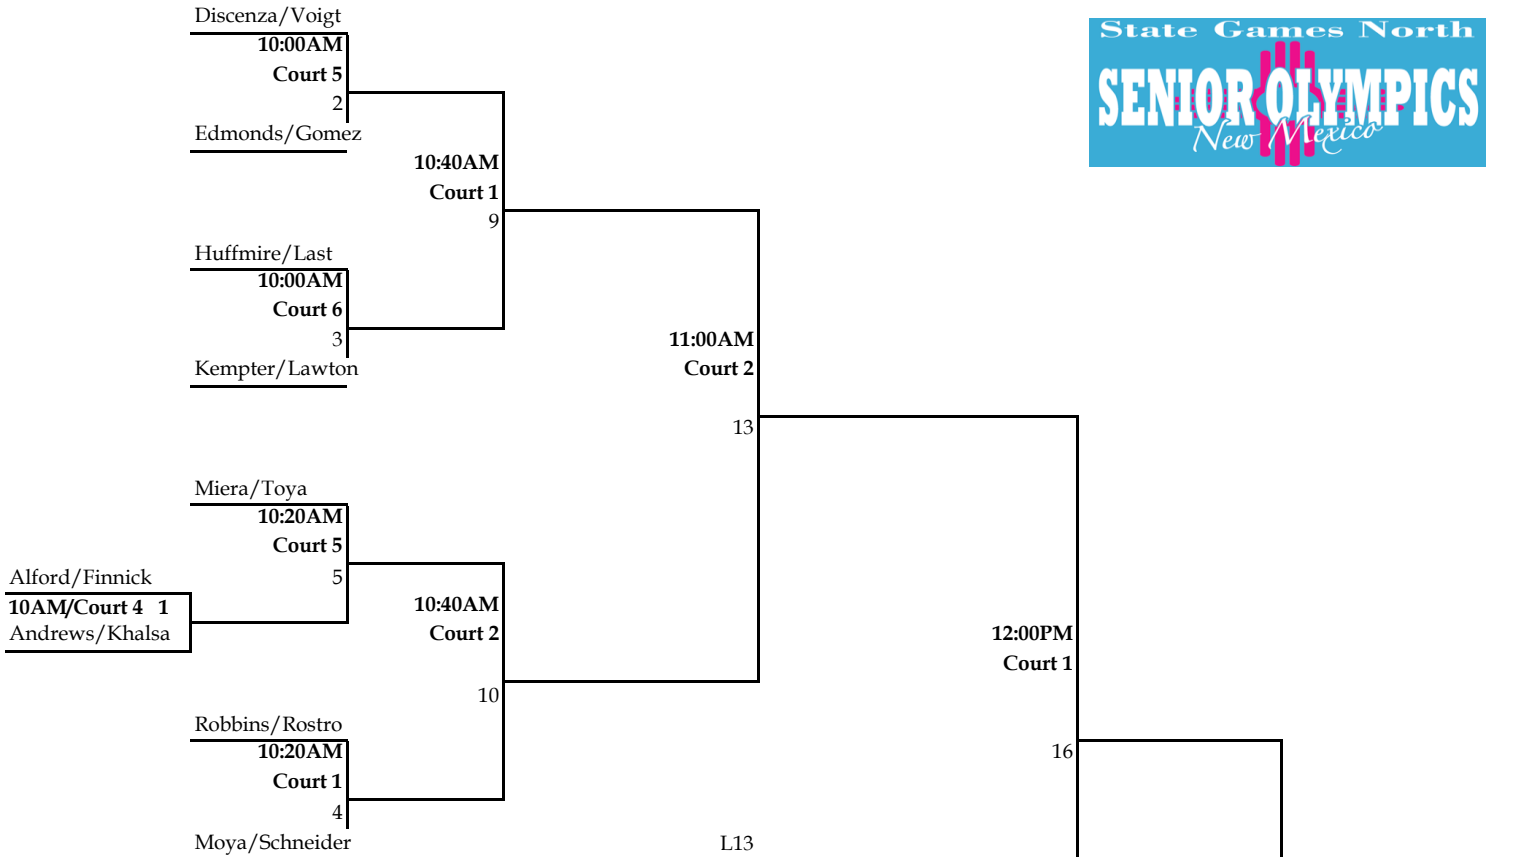 Discenza/Voigt
10:00AM
Court 5
2
Edmonds/Gomez
State Games North
SENIOR OLYMPICS
New Mexico
10:40AM
Court 1
9
Huffmire/Last
10:00AM
Court 6
3
Kempter/Lawton
11:00AM
Court 2
13
Miera/Toya
10:20AM
Court 5
5
Alford/Finnick
10AM/Court 4 1
Andrews/Khalsa
10:40AM
Court 2
10
12:00PM
Court 1
16
Robbins/Rostro
10:20AM
Court 1
4
Moya/Schneider
L13